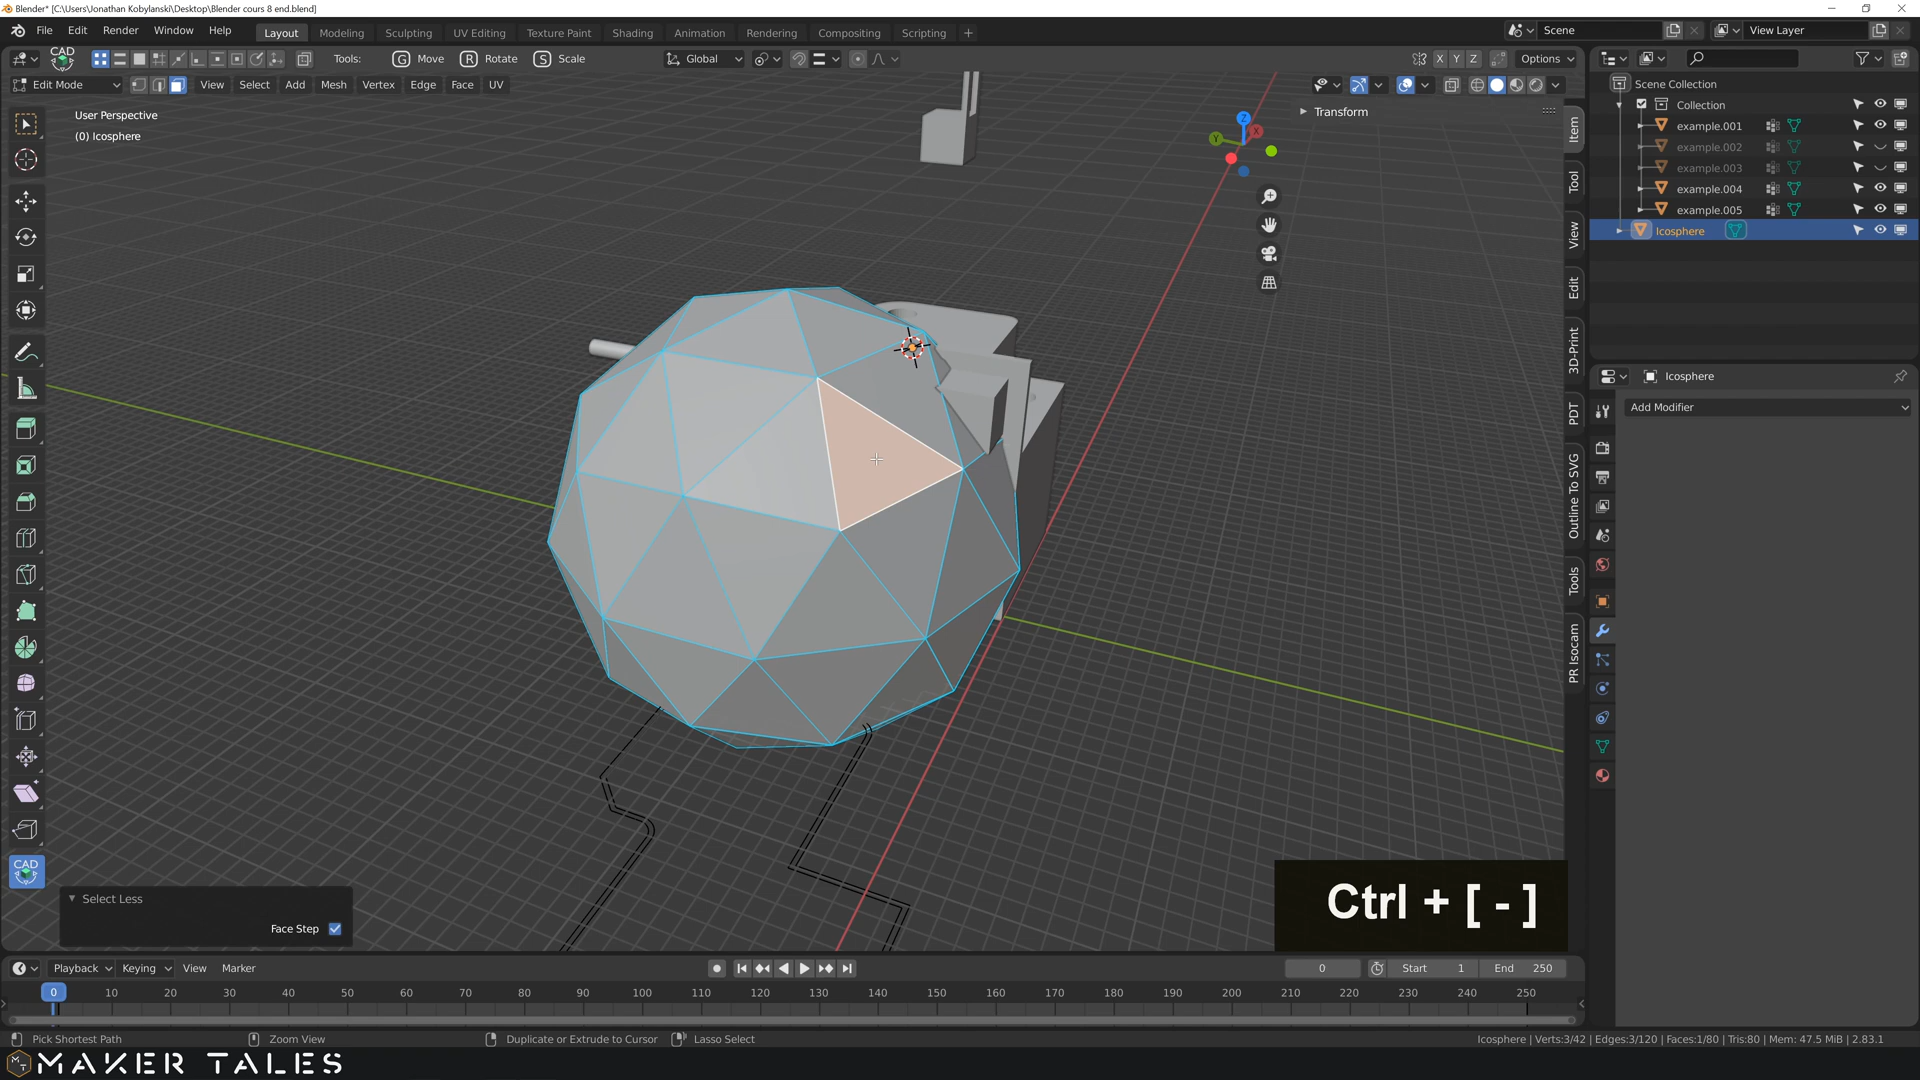 Blender* [C:\Users\Jonathan Kobylanski\Desktop\Blender cours 8 end.blend]
File Edit Render Window Help Layout Modeling Sculpting UV Editing Texture Paint Shading Animation Rendering Compositing Scripting + Scene View Layer
CAD Tools: G Move R Rotate S Scale Global X Y Z Options
Edit Mode View Select Add Mesh Vertex Edge Face UV
User Perspective
(0) Icosphere
Transform
Z
Y
X
Item
Tool
View
Edit
3D-Print
PDT
Outline To SVG
Tools
PR Isocam
Scene Collection
Collection
example.001
example.002
example.003
example.004
example.005
Icosphere
Icosphere
Add Modifier
CAD
Select Less
Face Step
Ctrl + [ - ]
Playback Keying View Marker 0 Start 1 End 250
0 10 20 30 40 50 60 70 80 90 100 110 120 130 140 150 160 170 180 190 200 210 220 230 240 250
Pick Shortest Path Zoom View Duplicate or Extrude to Cursor Lasso Select Icosphere | Verts:3/42 | Edges:3/120 | Faces:1/80 | Tris:80 | Mem: 47.5 MiB | 2.83.1
MT MAKER TALES